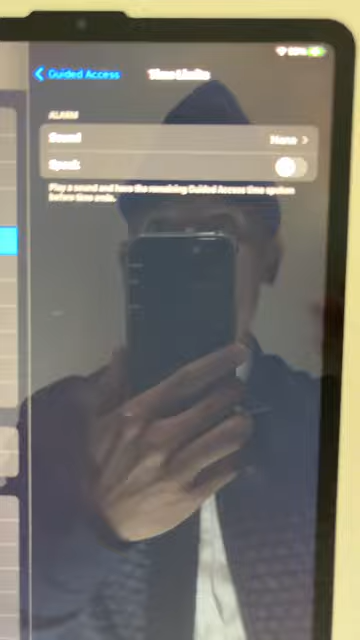 Guided Access
Time Limits
ALARM
Sound
None
Speak
Play a sound and have the remaining Guided Access time spoken
before time ends.